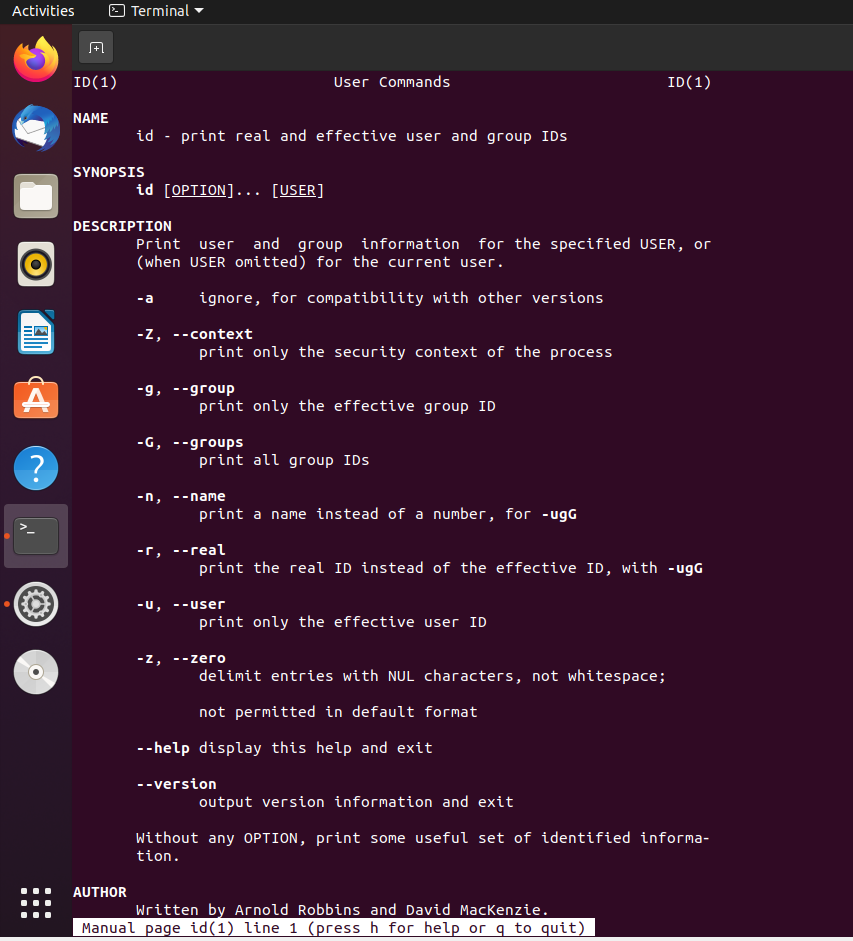 Activities Terminal
ID(1) User Commands ID(1)
NAME
id - print real and effective user and group IDs
SYNOPSIS
id [OPTION]... [USER]
DESCRIPTION
Print user and group information for the specified USER, or
(when USER omitted) for the current user.
-a ignore, for compatibility with other versions
-Z, --context
print only the security context of the process
-g, --group
print only the effective group ID
-G, --groups
print all group IDs
-n, --name
print a name instead of a number, for -ugG
-r, --real
print the real ID instead of the effective ID, with -ugG
-u, --user
print only the effective user ID
-z, --zero
delimit entries with NUL characters, not whitespace;
not permitted in default format
--help display this help and exit
--version
output version information and exit
Without any OPTION, print some useful set of identified informa-
tion.
AUTHOR
Written by Arnold Robbins and David MacKenzie.
Manual page id(1) line 1 (press h for help or q to quit)